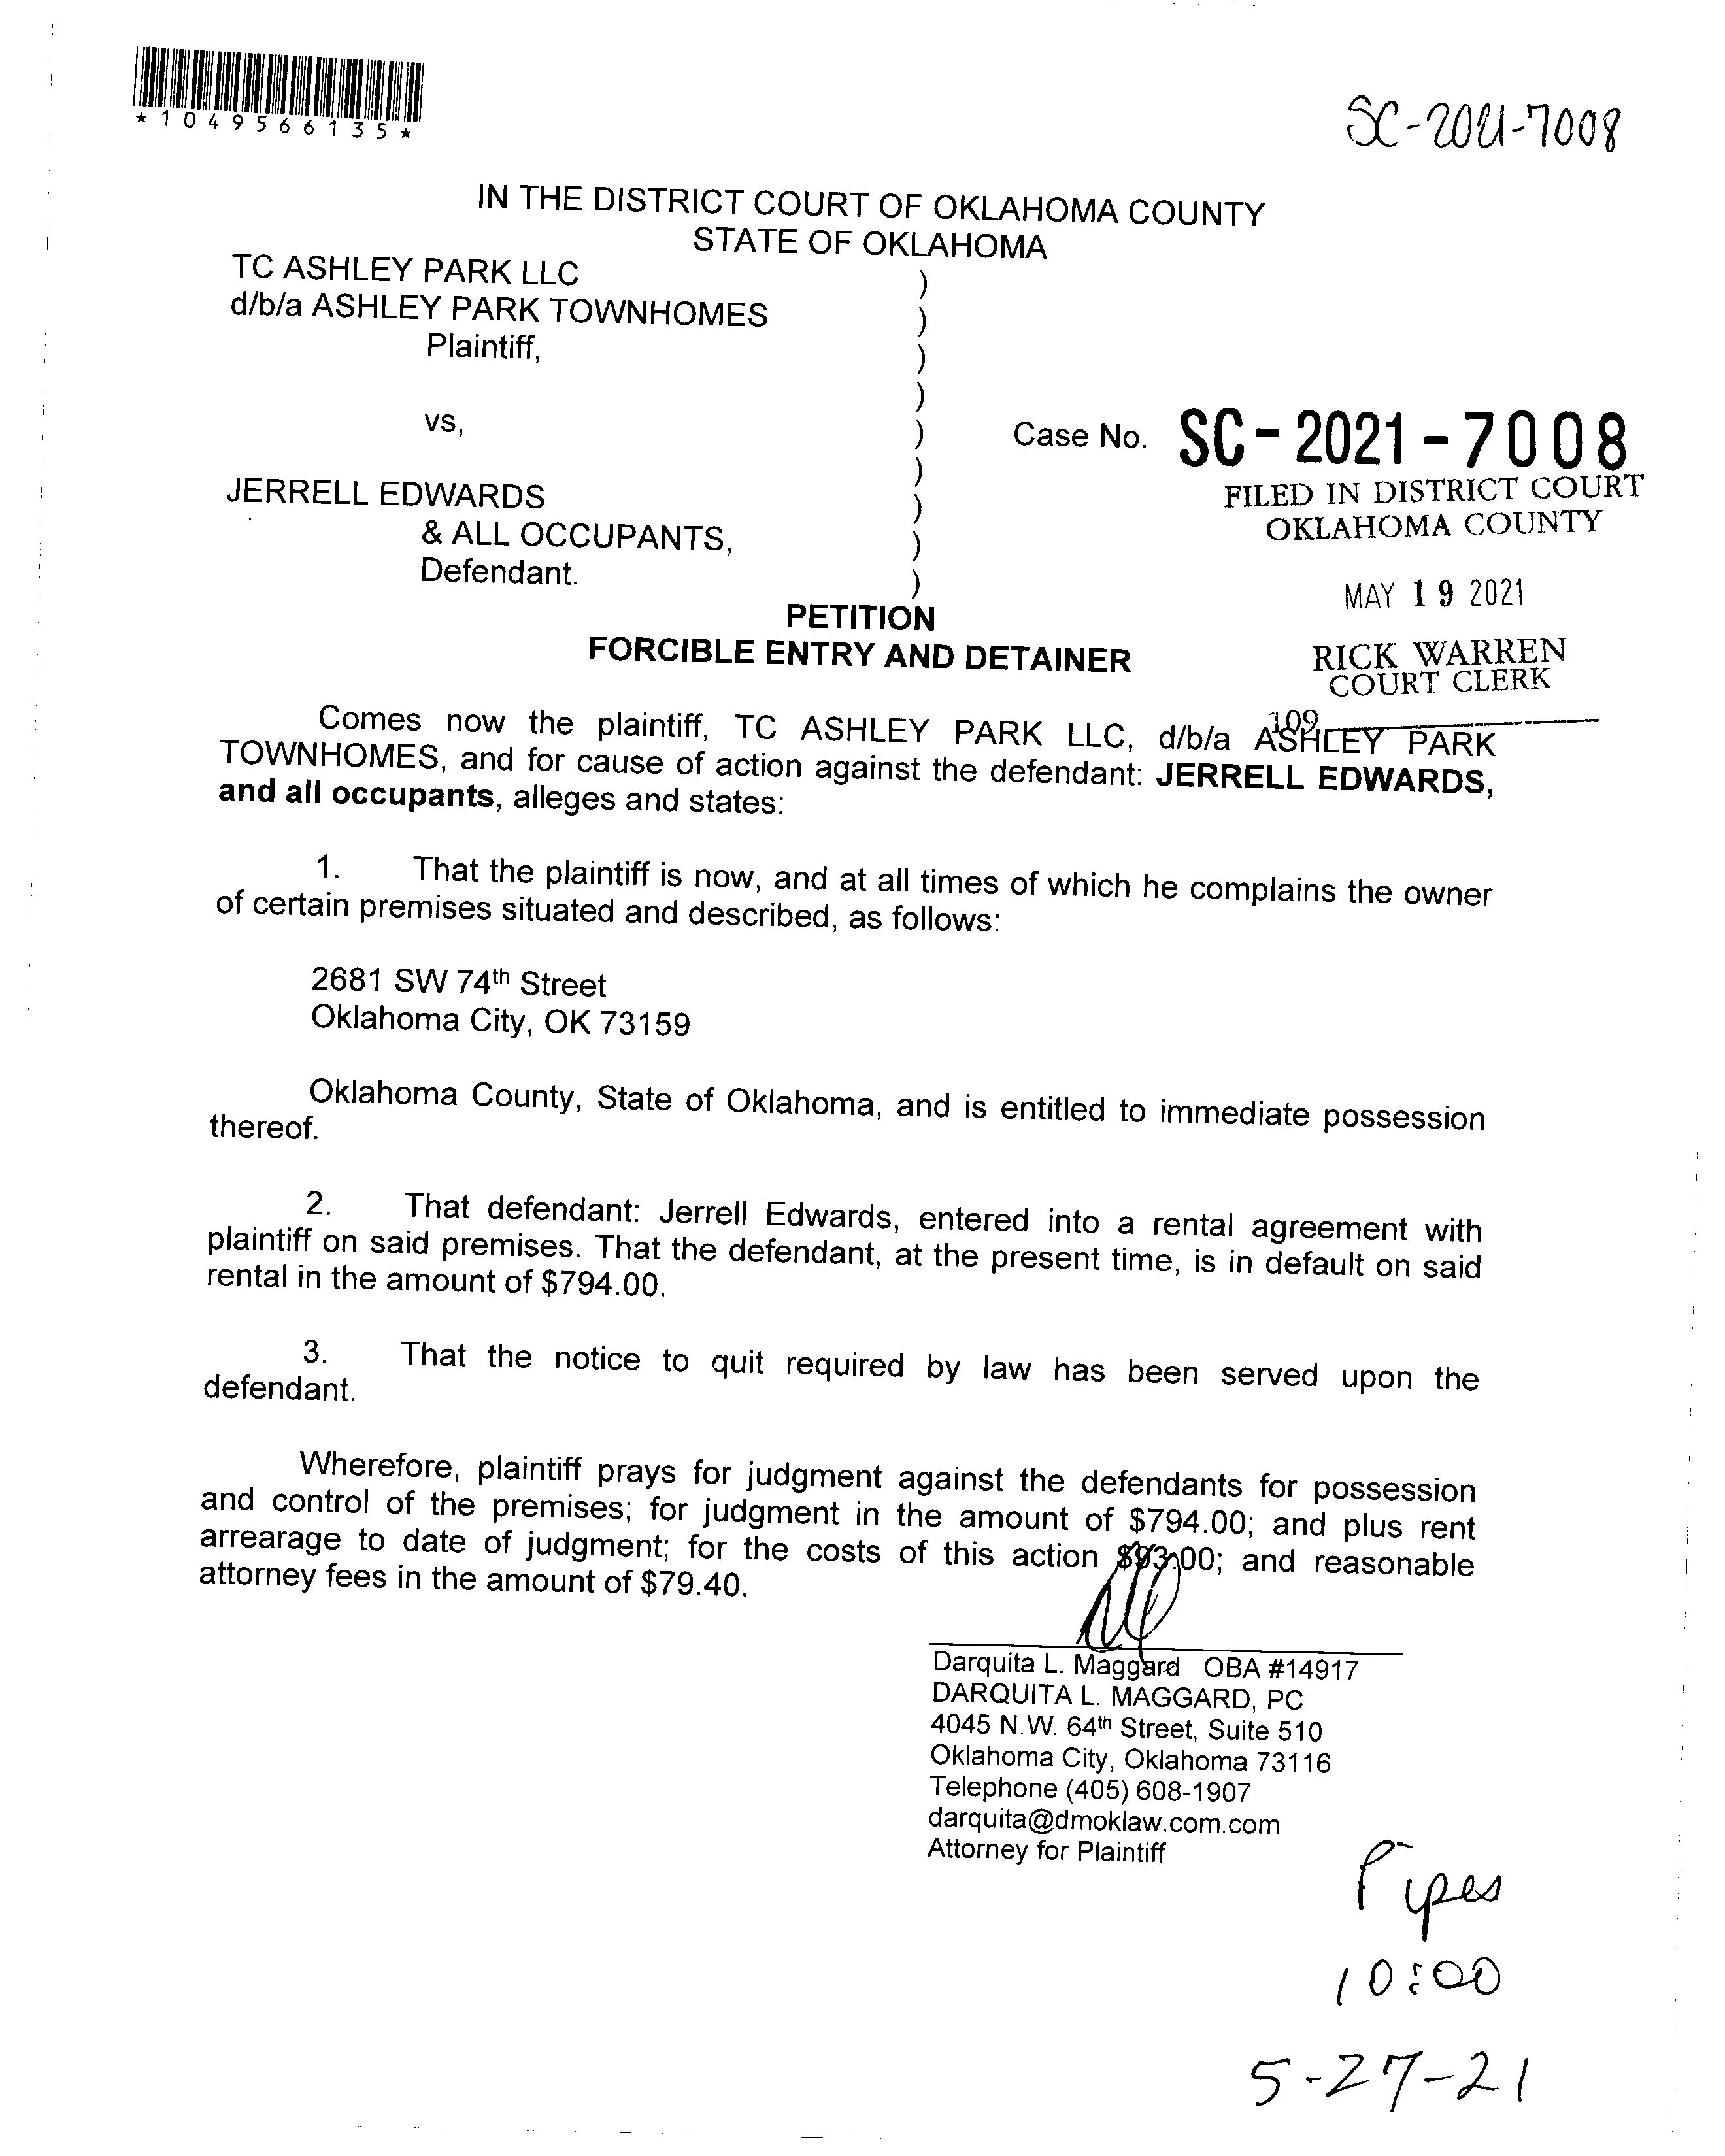 *1049566135*
SC-2021-7008
IN THE DISTRICT COURT OF OKLAHOMA COUNTY
STATE OF OKLAHOMA
TC ASHLEY PARK LLC )
d/b/a ASHLEY PARK TOWNHOMES )
Plaintiff, )
)
vs, )
)
JERRELL EDWARDS )
& ALL OCCUPANTS, )
Defendant. )
Case No. SC-2021-7008
FILED IN DISTRICT COURT
OKLAHOMA COUNTY
MAY 19 2021
RICK WARREN
COURT CLERK
109
PETITION
FORCIBLE ENTRY AND DETAINER
Comes now the plaintiff, TC ASHLEY PARK LLC, d/b/a ASHLEY PARK
TOWNHOMES, and for cause of action against the defendant: JERRELL EDWARDS,
and all occupants, alleges and states:
1. That the plaintiff is now, and at all times of which he complains the owner
of certain premises situated and described, as follows:
2681 SW 74th Street
Oklahoma City, OK 73159
Oklahoma County, State of Oklahoma, and is entitled to immediate possession
thereof.
2. That defendant: Jerrell Edwards, entered into a rental agreement with
plaintiff on said premises. That the defendant, at the present time, is in default on said
rental in the amount of $794.00.
3. That the notice to quit required by law has been served upon the
defendant.
Wherefore, plaintiff prays for judgment against the defendants for possession
and control of the premises; for judgment in the amount of $794.00; and plus rent
arrearage to date of judgment; for the costs of this action $93.00; and reasonable
attorney fees in the amount of $79.40.
Darquita L. Maggard OBA #14917
DARQUITA L. MAGGARD, PC
4045 N.W. 64th Street, Suite 510
Oklahoma City, Oklahoma 73116
Telephone (405) 608-1907
darquita@dmoklaw.com.com
Attorney for Plaintiff
Pipes
10:00
5-27-21